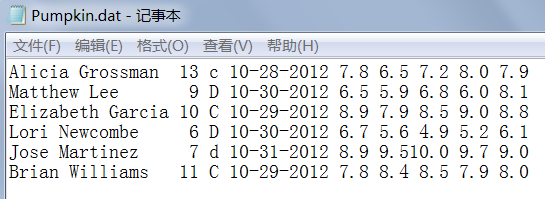 Pumpkin.dat - 记事本
文件(F) 编辑(E) 格式(O) 查看(V) 帮助(H)
Alicia Grossman  13 c 10-28-2012 7.8 6.5 7.2 8.0 7.9
Matthew Lee       9 D 10-30-2012 6.5 5.9 6.8 6.0 8.1
Elizabeth Garcia 10 C 10-29-2012 8.9 7.9 8.5 9.0 8.8
Lori Newcombe     6 D 10-30-2012 6.7 5.6 4.9 5.2 6.1
Jose Martinez     7 d 10-31-2012 8.9 9.510.0 9.7 9.0
Brian Williams   11 C 10-29-2012 7.8 8.4 8.5 7.9 8.0